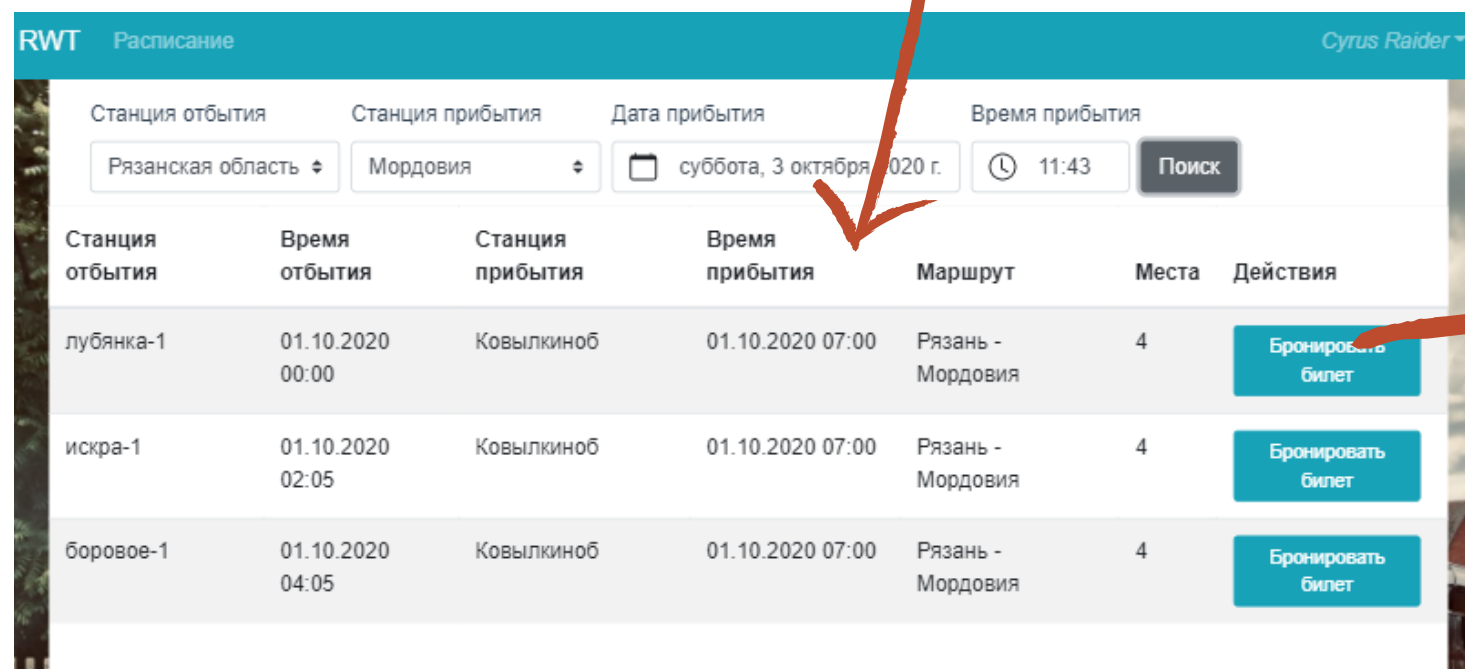 RWT Расписание Cyrus Raider
Станция отбытия Станция прибытия Дата прибытия Время прибытия
Рязанская область Мордовия суббота, 3 октября 2020 г. 11:43 Поиск
Станция отбытия Время отбытия Станция прибытия Время прибытия Маршрут Места Действия
лубянка-1 01.10.2020 00:00 Ковылкиноб 01.10.2020 07:00 Рязань - Мордовия 4 Бронировать билет
искра-1 01.10.2020 02:05 Ковылкиноб 01.10.2020 07:00 Рязань - Мордовия 4 Бронировать билет
боровое-1 01.10.2020 04:05 Ковылкиноб 01.10.2020 07:00 Рязань - Мордовия 4 Бронировать билет